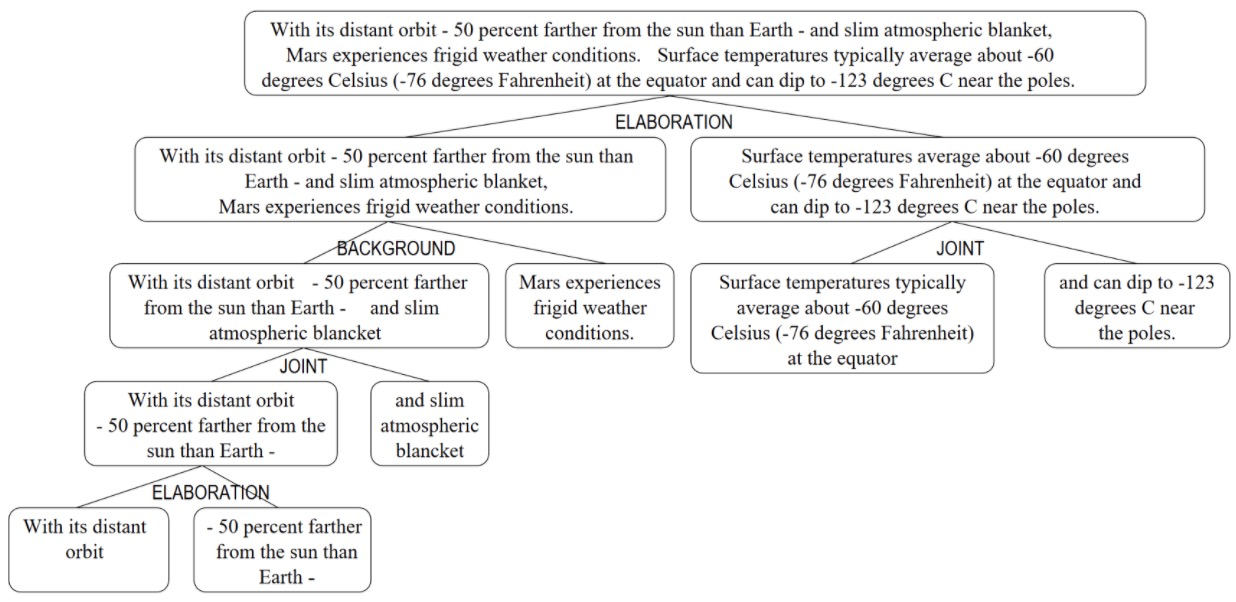 With its distant orbit - 50 percent farther from the sun than Earth - and slim atmospheric blanket,
Mars experiences frigid weather conditions. Surface temperatures typically average about -60
degrees Celsius (-76 degrees Fahrenheit) at the equator and can dip to -123 degrees C near the poles.
ELABORATION
With its distant orbit - 50 percent farther from the sun than
Earth - and slim atmospheric blanket,
Mars experiences frigid weather conditions.
Surface temperatures average about -60 degrees
Celsius (-76 degrees Fahrenheit) at the equator and
can dip to -123 degrees C near the poles.
BACKGROUND
JOINT
With its distant orbit - 50 percent farther
from the sun than Earth - and slim
atmospheric blancket
Mars experiences
frigid weather
conditions.
Surface temperatures typically
average about -60 degrees
Celsius (-76 degrees Fahrenheit)
at the equator
and can dip to -123
degrees C near
the poles.
JOINT
With its distant orbit
- 50 percent farther from the
sun than Earth -
and slim
atmospheric
blancket
ELABORATION
With its distant
orbit
- 50 percent farther
from the sun than
Earth -